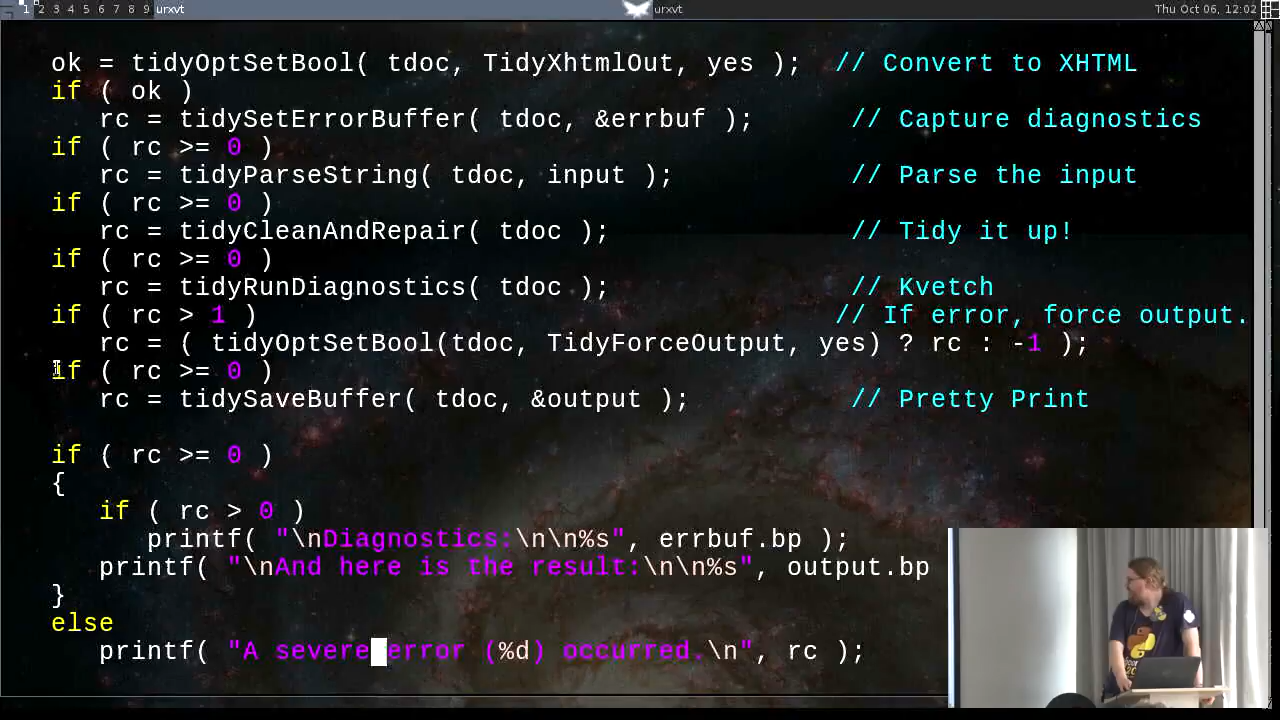 1 2 3 4 5 6 7 8 9 urxvt urxvt Thu Oct 06, 12:02
ok = tidyOptSetBool( tdoc, TidyXhtmlOut, yes ); // Convert to XHTML
if ( ok )
rc = tidySetErrorBuffer( tdoc, &errbuf ); // Capture diagnostics
if ( rc >= 0 )
rc = tidyParseString( tdoc, input ); // Parse the input
if ( rc >= 0 )
rc = tidyCleanAndRepair( tdoc ); // Tidy it up!
if ( rc >= 0 )
rc = tidyRunDiagnostics( tdoc ); // Kvetch
if ( rc > 1 ) // If error, force output.
rc = ( tidyOptSetBool(tdoc, TidyForceOutput, yes) ? rc : -1 );
if ( rc >= 0 )
rc = tidySaveBuffer( tdoc, &output ); // Pretty Print
if ( rc >= 0 )
{
if ( rc > 0 )
printf( "\nDiagnostics:\n\n%s", errbuf.bp );
printf( "\nAnd here is the result:\n\n%s", output.bp
}
else
printf( "A severe error (%d) occurred.\n", rc );